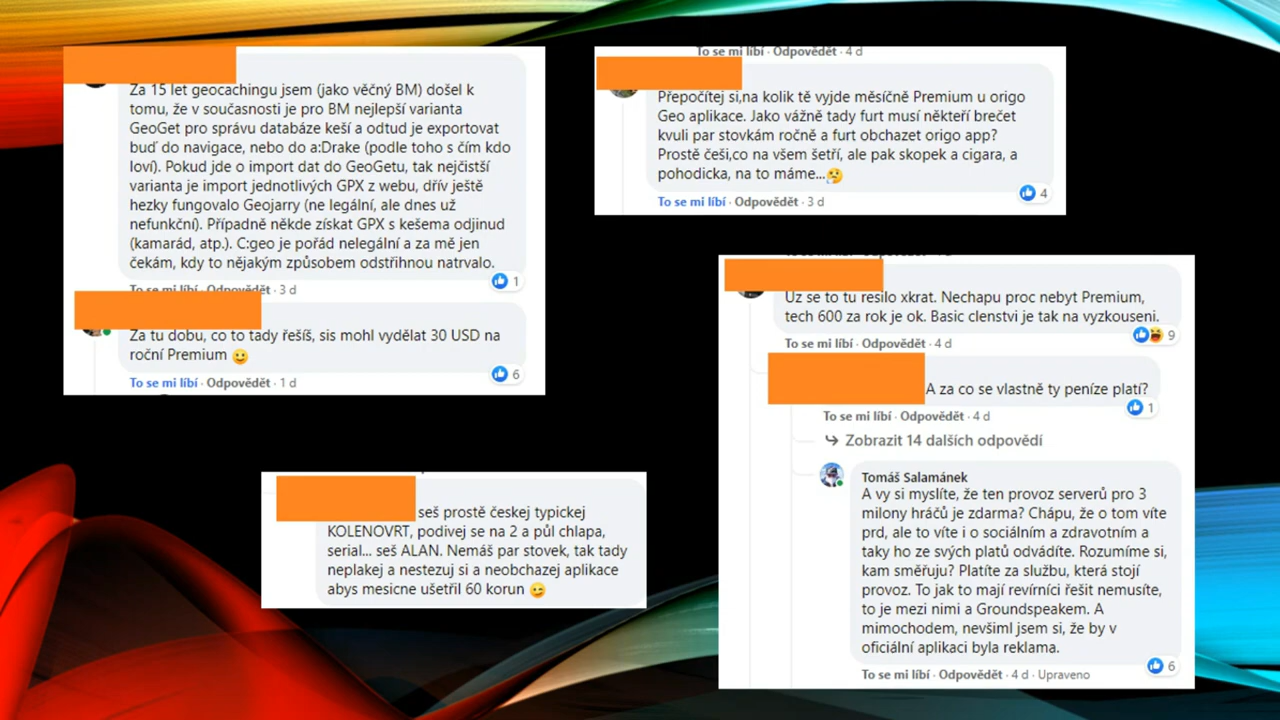 Za 15 let geocachingu jsem (jako věčný BM) došel k
tomu, že v současnosti je pro BM nejlepší varianta
GeoGet pro správu databáze keší a odtud je exportovat
buď do navigace, nebo do a:Drake (podle toho s čím kdo
loví). Pokud jde o import dat do GeoGetu, tak nejčistší
varianta je import jednotlivých GPX z webu, dřív ještě
hezky fungovalo Geojarry (ne legální, ale dnes už
nefunkční). Případně někde získat GPX s kešema odjinud
(kamarád, atp.). C:geo je pořád nelegální a za mě jen
čekám, kdy to nějakým způsobem odstřihnou natrvalo.
1
To se mi líbí · Odpovědět · 3 d
Za tu dobu, co to tady řešíš, sis mohl vydělat 30 USD na
roční Premium
6
To se mi líbí · Odpovědět · 1 d
To se mi líbí · Odpovědět · 4 d
Přepočítej si,na kolik tě vyjde měsíčně Premium u origo
Geo aplikace. Jako vážně tady furt musí někteří brečet
kvuli par stovkám ročně a furt obchazet origo app?
Prostě češi,co na všem šetří, ale pak skopek a cigara, a
pohodicka, na to máme...
4
To se mi líbí · Odpovědět · 3 d
Uz se to tu resilo xkrat. Nechapu proc nebyt Premium,
tech 600 za rok je ok. Basic clenstvi je tak na vyzkouseni.
9
To se mi líbí · Odpovědět · 4 d
A za co se vlastně ty peníze platí?
1
To se mi líbí · Odpovědět · 4 d
Zobrazit 14 dalších odpovědí
Tomáš Salamánek
A vy si myslíte, že ten provoz serverů pro 3
milony hráčů je zdarma? Chápu, že o tom víte
prd, ale to víte i o sociálním a zdravotním a
taky ho ze svých platů odvádíte. Rozumíme si,
kam směřuju? Platíte za službu, která stojí
provoz. To jak to mají revírníci řešit nemusíte,
to je mezi nimi a Groundspeakem. A
mimochodem, nevšiml jsem si, že by v
oficiální aplikaci byla reklama.
6
To se mi líbí · Odpovědět · 4 d · Upraveno
seš prostě českej typickej
KOLENOVRT, podivej se na 2 a půl chlapa,
serial... seš ALAN. Nemáš par stovek, tak tady
neplakej a nestezuj si a neobchazej aplikace
abys mesicne ušetřil 60 korun